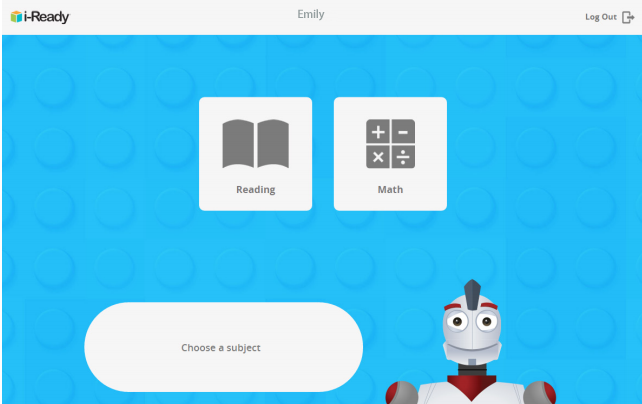 i-Ready
Emily
Log Out
Reading
Math
Choose a subject